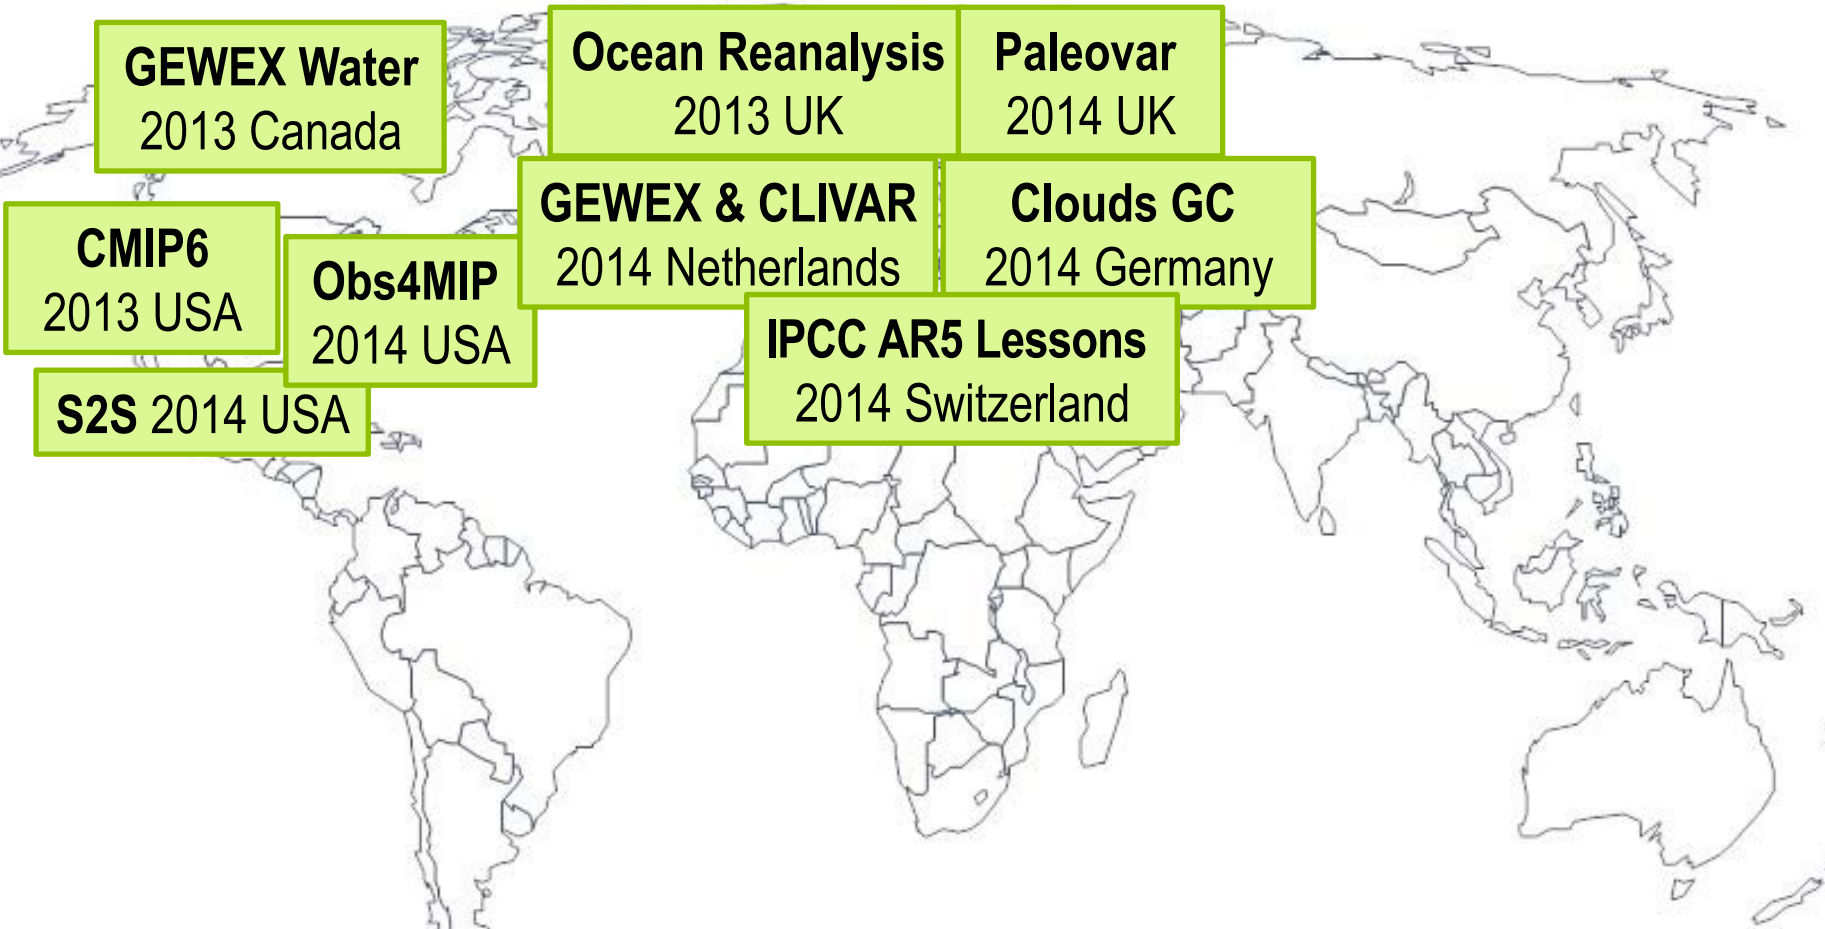 GEWEX Water
2013 Canada
Ocean Reanalysis
2013 UK
Paleovar
2014 UK
CMIP6
2013 USA
Obs4MIP
2014 USA
GEWEX & CLIVAR
2014 Netherlands
Clouds GC
2014 Germany
IPCC AR5 Lessons
2014 Switzerland
S2S 2014 USA